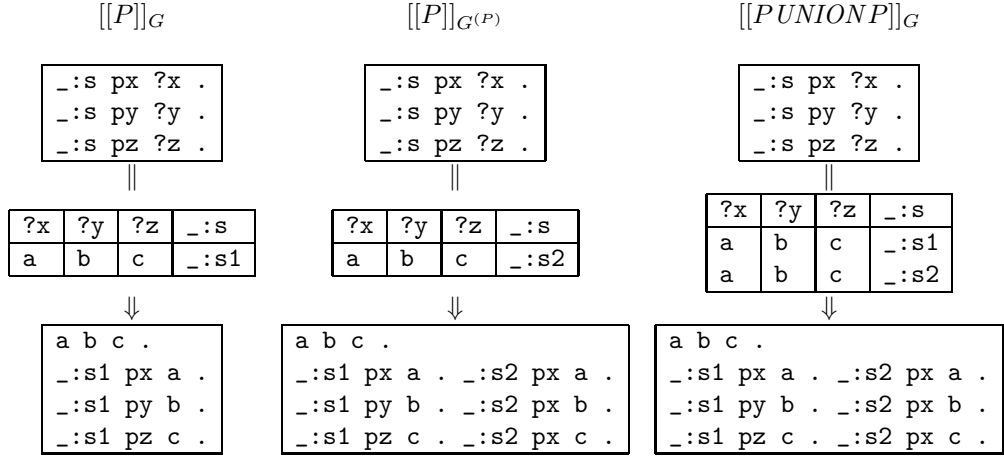 [[P]]_G [[P]]_{G^{(P)}} [[P UNION P]]_G
_:s px ?x . _:s px ?x . _:s px ?x .
_:s py ?y . _:s py ?y . _:s py ?y .
_:s pz ?z . _:s pz ?z . _:s pz ?z .
|| || ||
?x ?y ?z _:s ?x ?y ?z _:s ?x ?y ?z _:s
a b c _:s1 a b c _:s2 a b c _:s1
a b c _:s2
⇓ ⇓ ⇓
a b c . a b c . a b c .
_:s1 px a . _:s1 px a . _:s2 px a . _:s1 px a . _:s2 px a .
_:s1 py b . _:s1 py b . _:s2 px b . _:s1 py b . _:s2 px b .
_:s1 pz c . _:s1 pz c . _:s2 px c . _:s1 pz c . _:s2 px c .